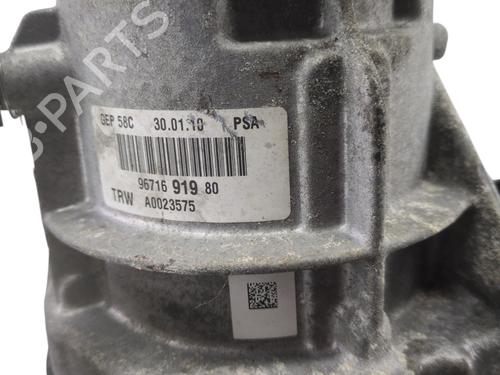 GEP 58C 30.01.10 PSA
96716 919 80
TRW A0023575
B-PARTS